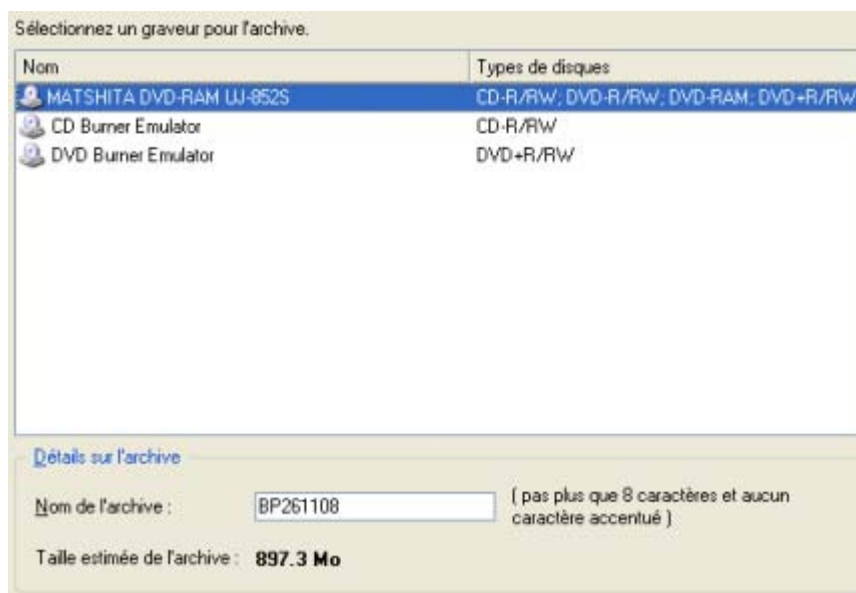 Sélectionnez un graveur pour l'archive.
Nom Types de disques
MATSHITA DVD-RAM UJ-852S CD-R/RW; DVD-R/RW; DVD-RAM; DVD+R/RW
CD Burner Emulator CD-R/RW
DVD Burner Emulator DVD+R/RW
Détails sur l'archive
Nom de l'archive : BP261108 ( pas plus que 8 caractères et aucun
caractère accentué )
Taille estimée de l'archive : 897.3 Mo